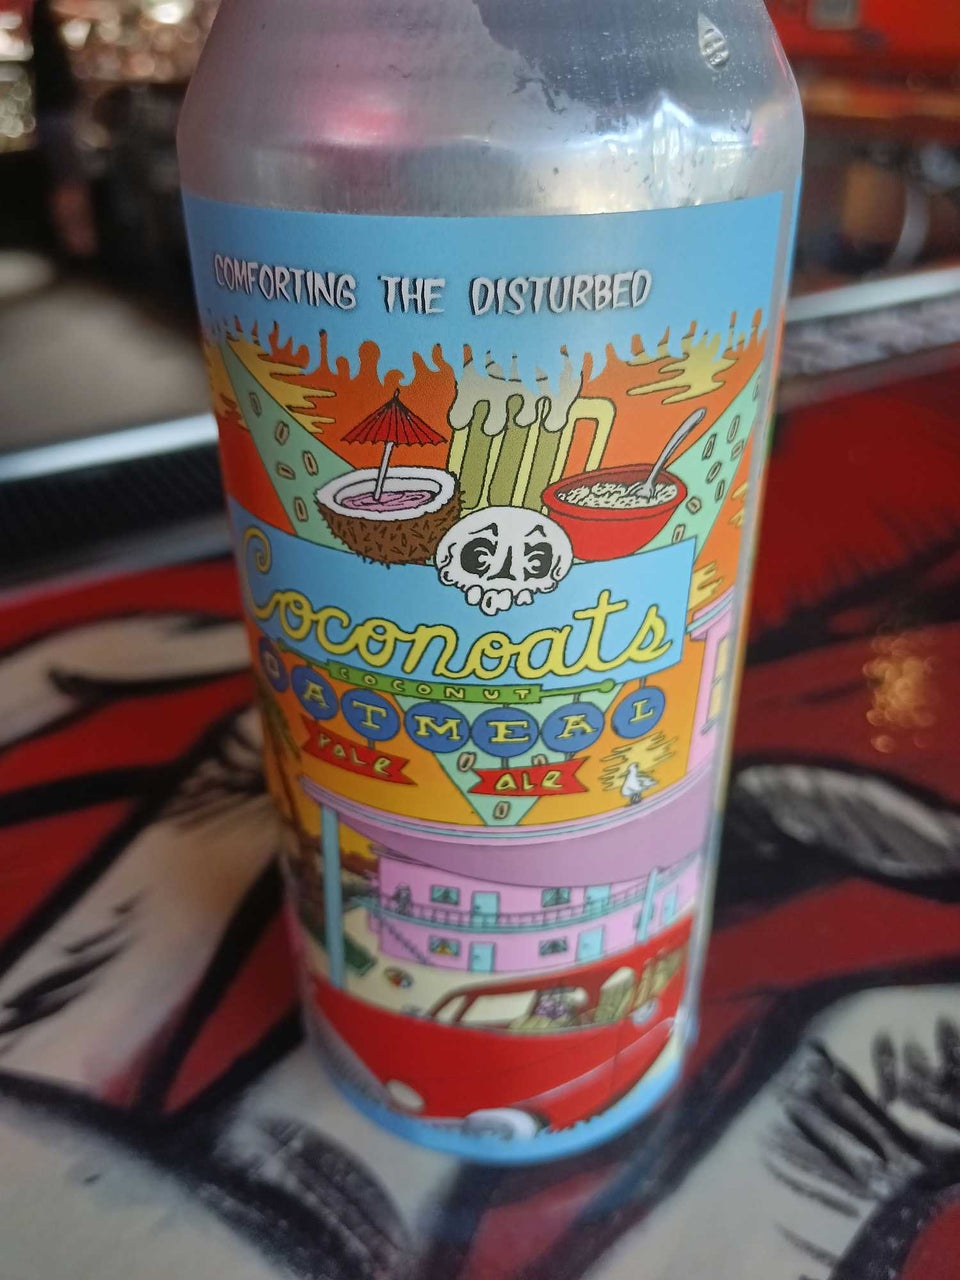 COMFORTING THE DISTURBED
Coconoats
COCONUT
OATMEAL
PALE
ALE